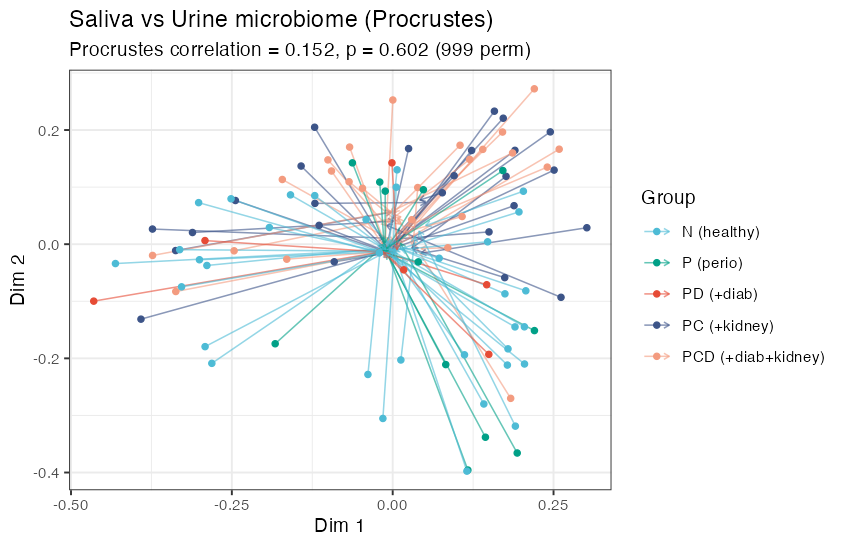 Saliva vs Urine microbiome (Procrustes)
Procrustes correlation = 0.152, p = 0.602 (999 perm)
0.2
0.0
-0.2
-0.4
Dim 2
-0.50
-0.25
0.00
0.25
Dim 1
Group
N (healthy)
P (perio)
PD (+diab)
PC (+kidney)
PCD (+diab+kidney)